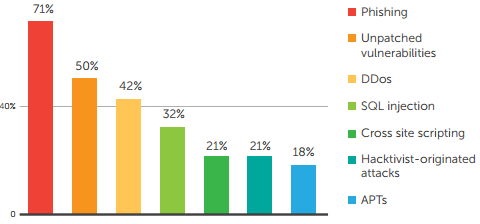 71%
50%
42%
32%
21%
21%
18%
40%
0
Phishing
Unpatched
vulnerabilities
DDos
SQL injection
Cross site scripting
Hacktivist-originated
attacks
APTs